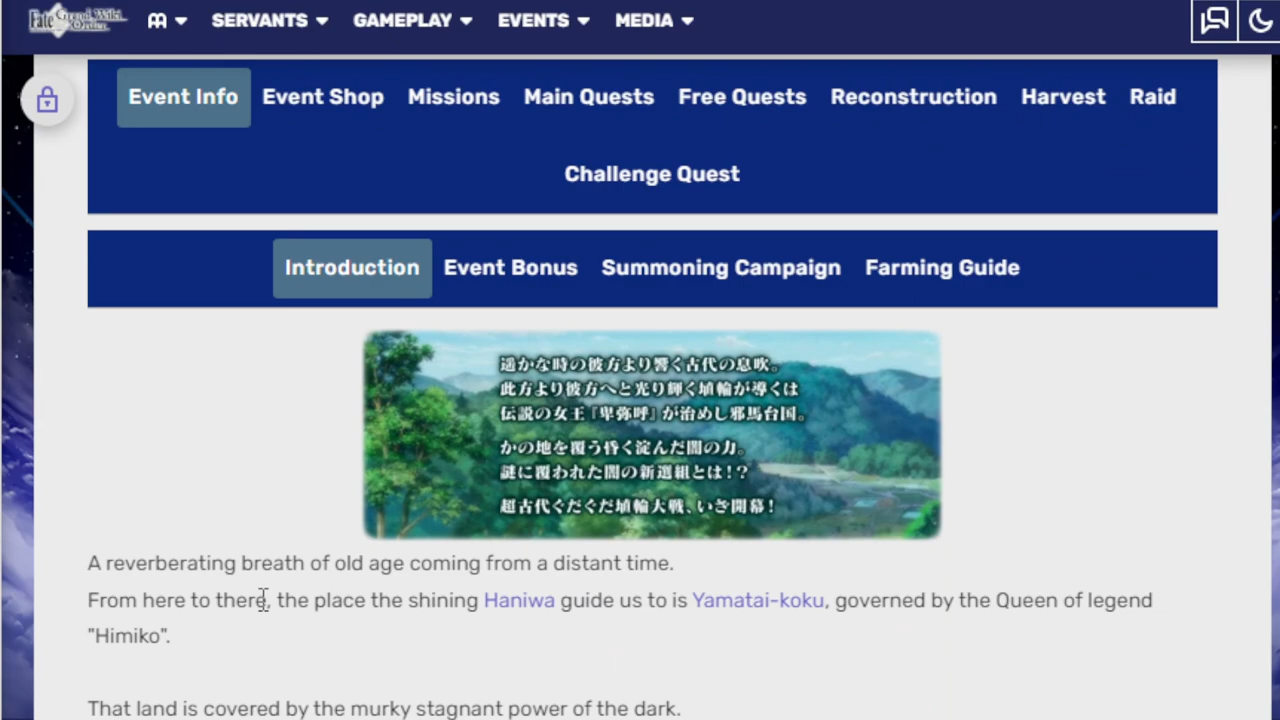 Fate Grand Wiki Order
SERVANTS GAMEPLAY EVENTS MEDIA
Event Info Event Shop Missions Main Quests Free Quests Reconstruction Harvest Raid
Challenge Quest
Introduction Event Bonus Summoning Campaign Farming Guide
遥かな時の彼方より響く古代の息吹。
此方より彼方へと光り輝く埴輪が導くは
伝説の女王『卑弥呼』が治めし邪馬台国。
かの地を覆う昏く淀んだ闇の力。
謎に覆われた闇の新選組とは!?
超古代ぐだぐだ埴輪大戦、いざ開幕!
A reverberating breath of old age coming from a distant time.
From here to there, the place the shining Haniwa guide us to is Yamatai-koku, governed by the Queen of legend
"Himiko".
That land is covered by the murky stagnant power of the dark.